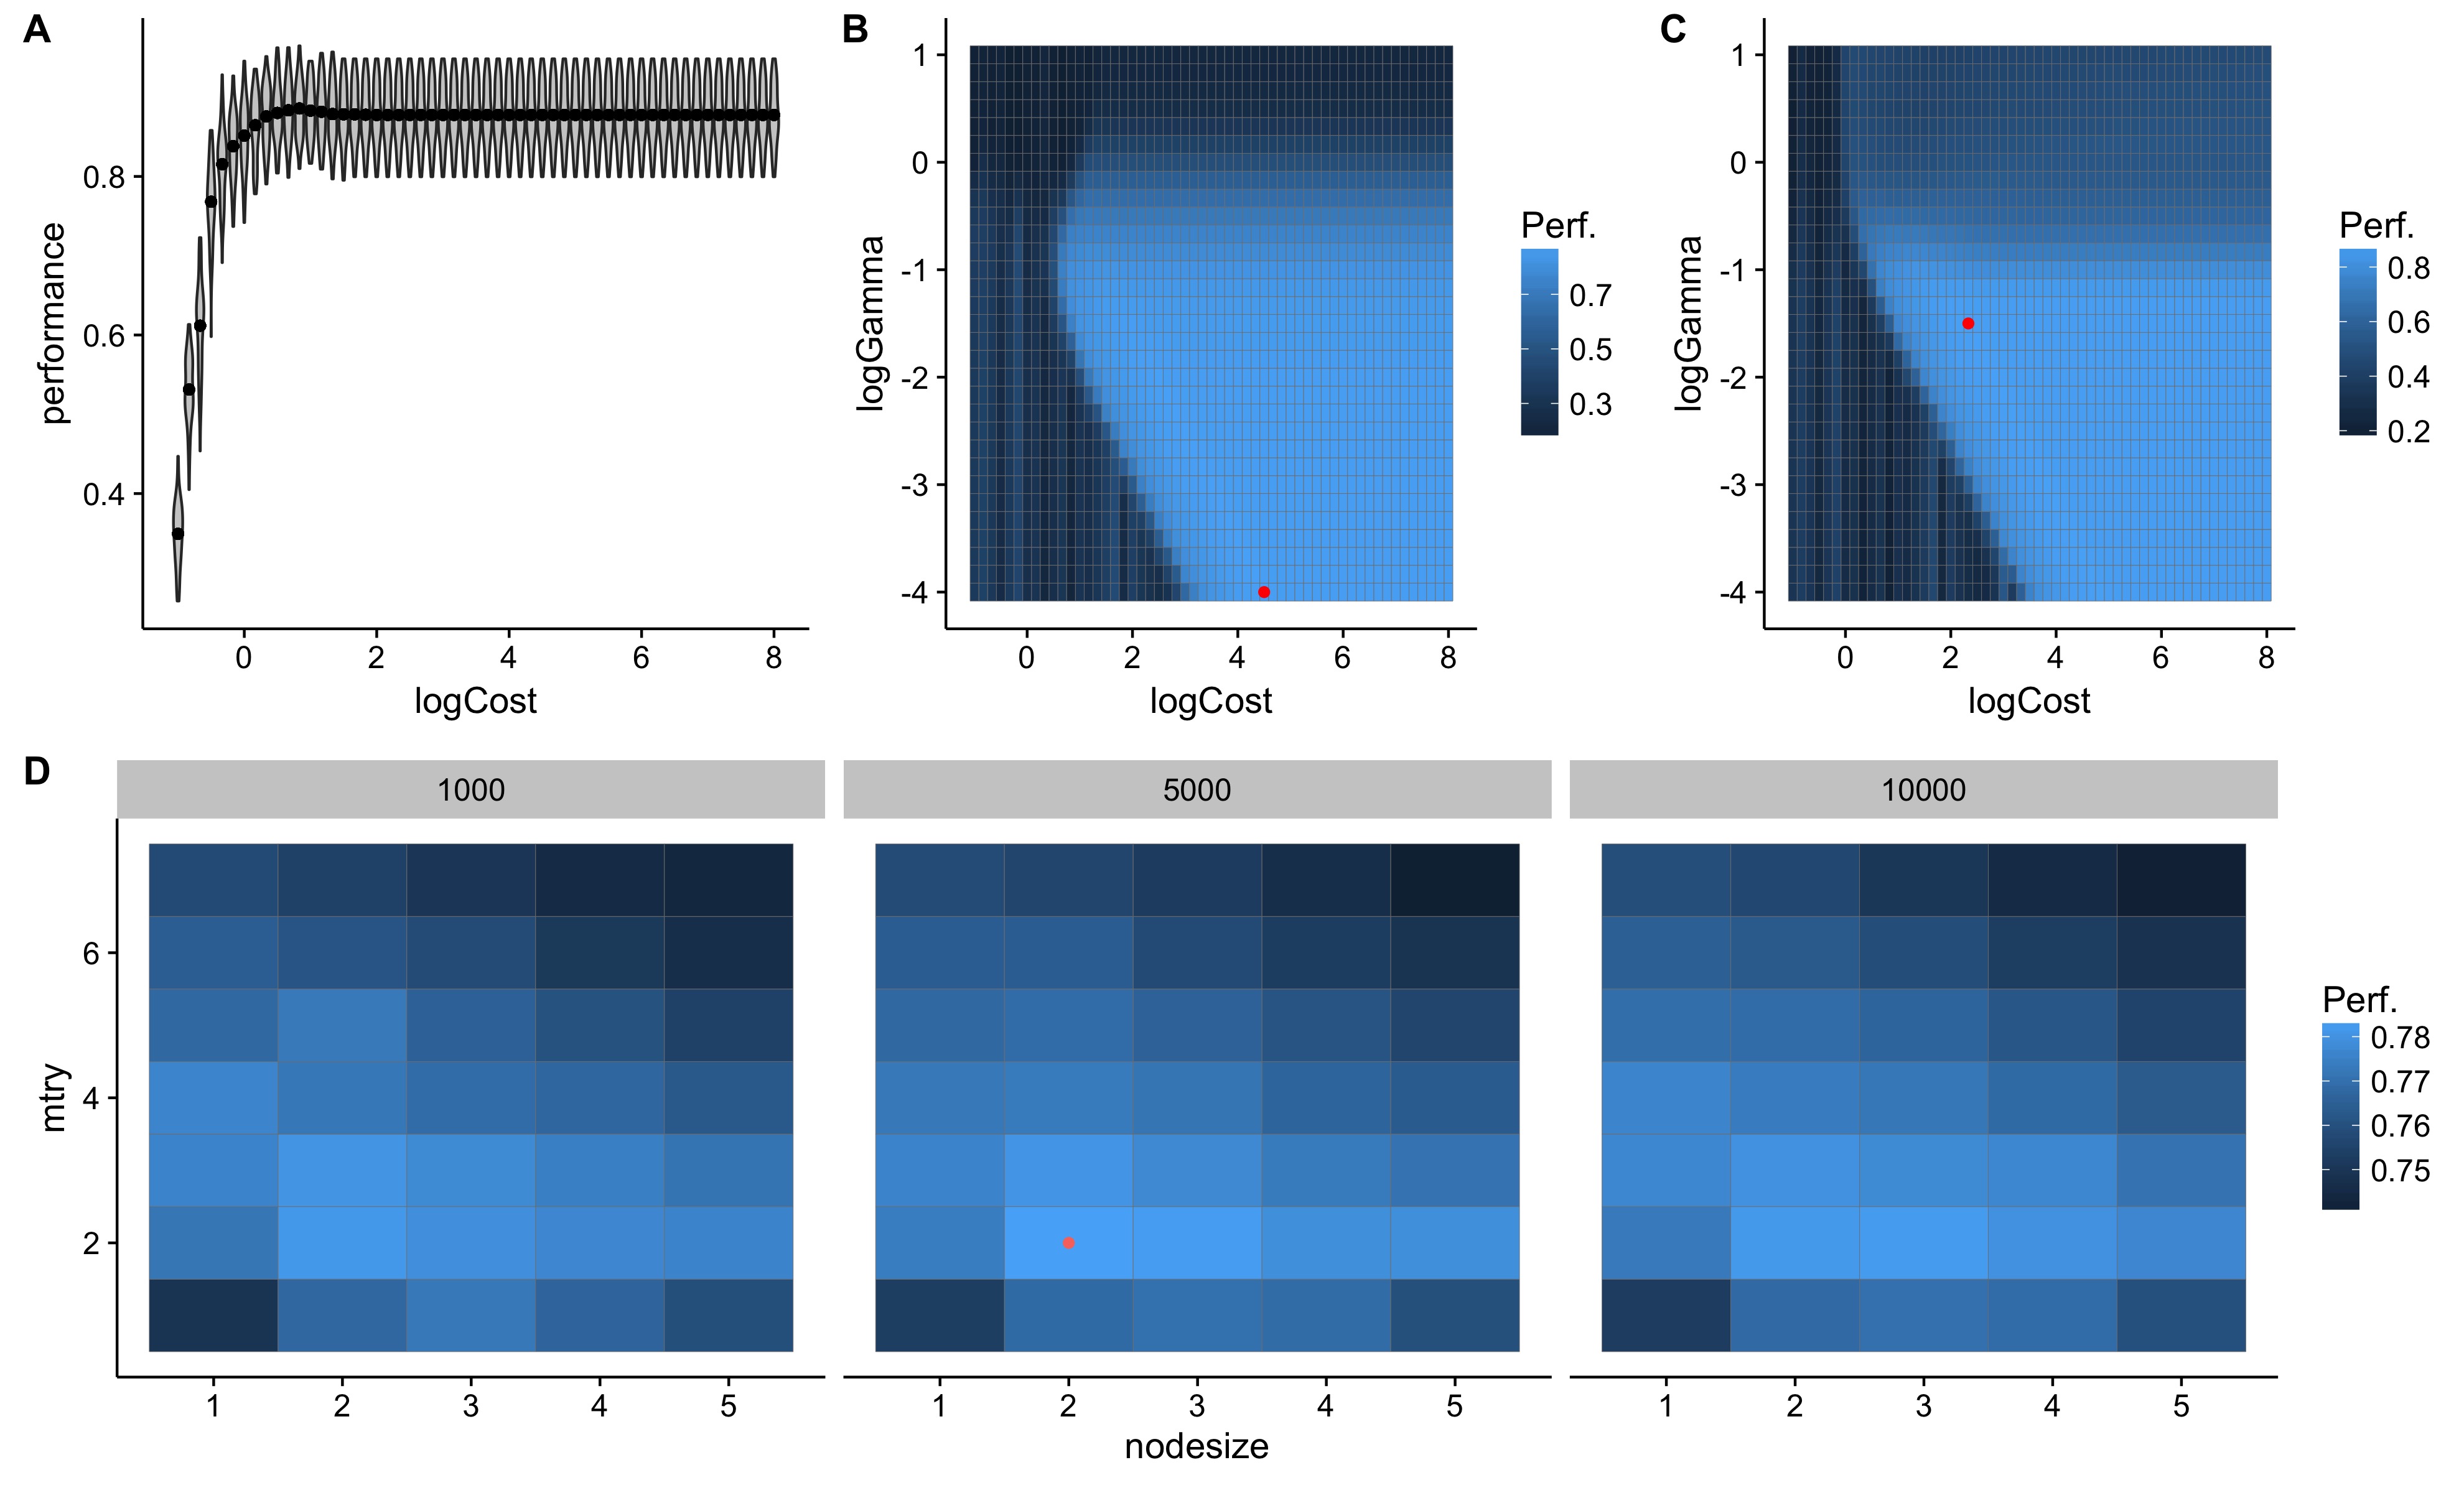 A
performance
0.8
0.6
0.4
0 2 4 6 8
logCost
B
logGamma
1
0
-1
-2
-3
-4
0 2 4 6 8
logCost
Perf.
0.7
0.5
0.3
C
logGamma
1
0
-1
-2
-3
-4
0 2 4 6 8
logCost
Perf.
0.8
0.6
0.4
0.2
D
1000 5000 10000
mtry
6
4
2
1 2 3 4 5 1 2 3 4 5 1 2 3 4 5
nodesize
Perf.
0.78
0.77
0.76
0.75